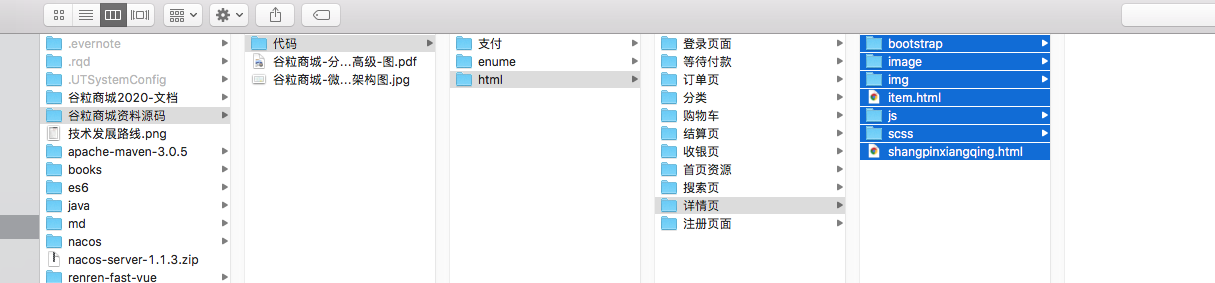 .evernote
.rqd
.UTSystemConfig
谷粒商城2020-文档
谷粒商城资料源码
技术发展路线.png
apache-maven-3.0.5
books
es6
java
md
nacos
nacos-server-1.1.3.zip
renren-fast-vue
代码
谷粒商城-分...高级-图.pdf
谷粒商城-微...架构图.jpg
支付
enume
html
登录页面
等待付款
订单页
分类
购物车
结算页
收银页
首页资源
搜索页
详情页
注册页面
bootstrap
image
img
item.html
js
scss
shangpinxiangqing.html